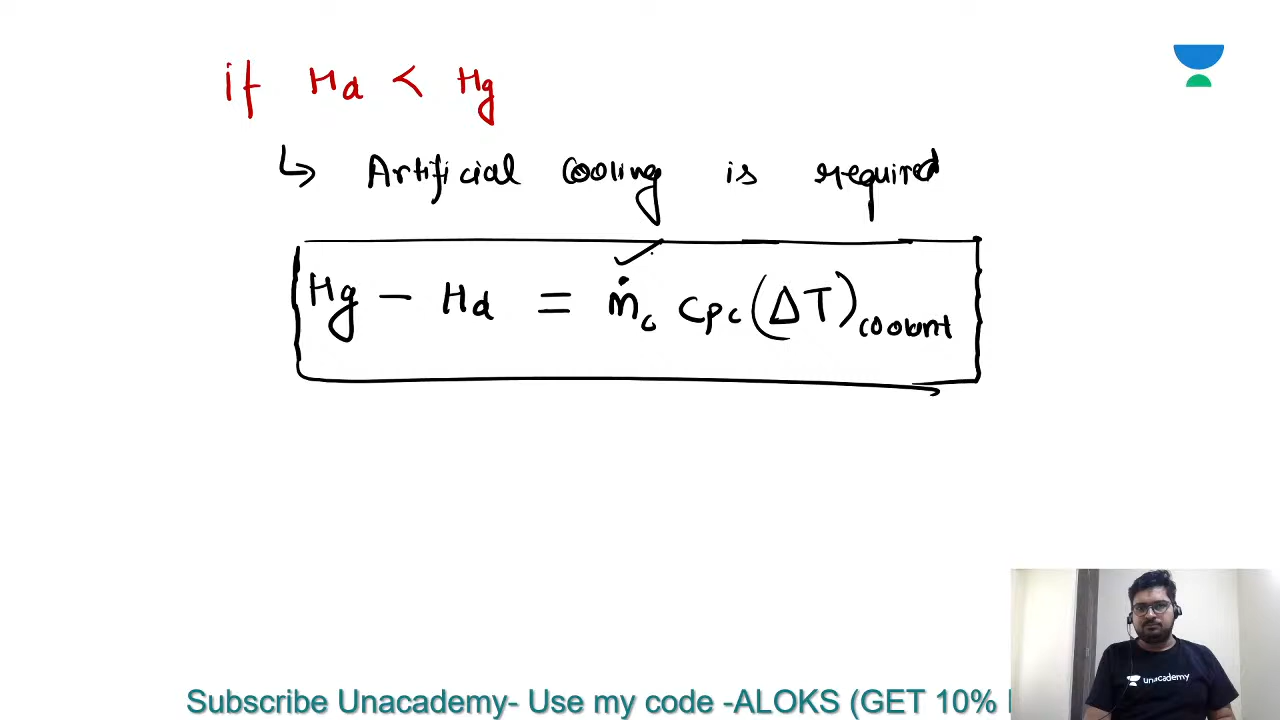 if Hd < Hg
↳ Artificial cooling is required
Hg − Hd = ṁc Cpc (ΔT)coolant
unacademy
Subscribe Unacademy- Use my code -ALOKS (GET 10%